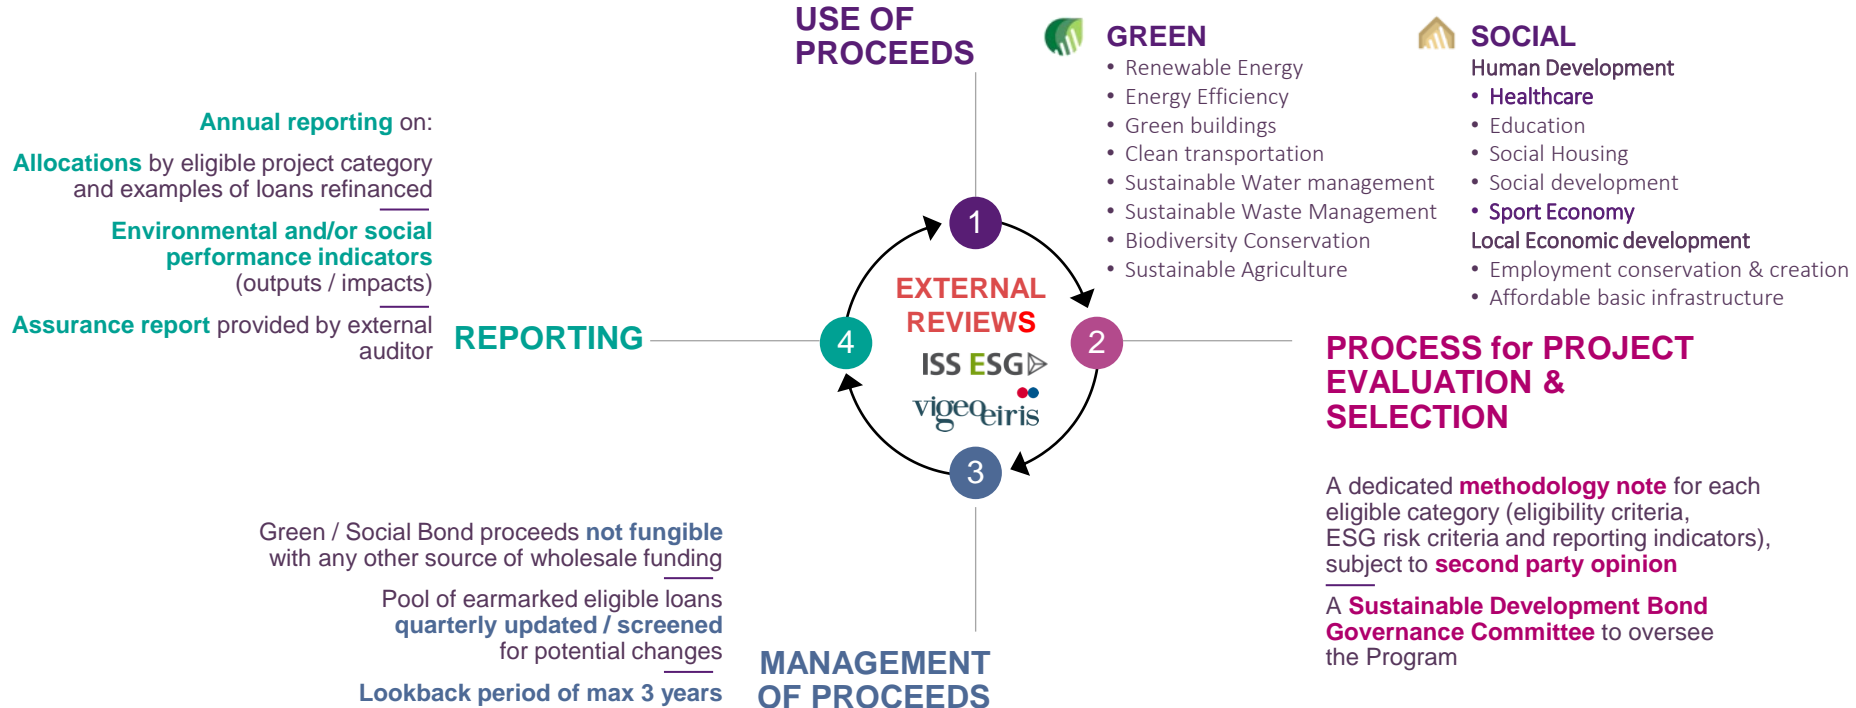 USE OF
PROCEEDS
GREEN
• Renewable Energy
• Energy Efficiency
• Green buildings
• Clean transportation
• Sustainable Water management
• Sustainable Waste Management
• Biodiversity Conservation
• Sustainable Agriculture
SOCIAL
Human Development
• Healthcare
• Education
• Social Housing
• Social development
• Sport Economy
Local Economic development
• Employment conservation & creation
• Affordable basic infrastructure
1
2
3
4
EXTERNAL
REVIEWS
ISS ESG
vigeoeiris
PROCESS for PROJECT
EVALUATION &
SELECTION
A dedicated methodology note for each
eligible category (eligibility criteria,
ESG risk criteria and reporting indicators),
subject to second party opinion
A Sustainable Development Bond
Governance Committee to oversee
the Program
MANAGEMENT
OF PROCEEDS
Green / Social Bond proceeds not fungible
with any other source of wholesale funding
Pool of earmarked eligible loans
quarterly updated / screened
for potential changes
Lookback period of max 3 years
REPORTING
Annual reporting on:
Allocations by eligible project category
and examples of loans refinanced
Environmental and/or social
performance indicators
(outputs / impacts)
Assurance report provided by external
auditor